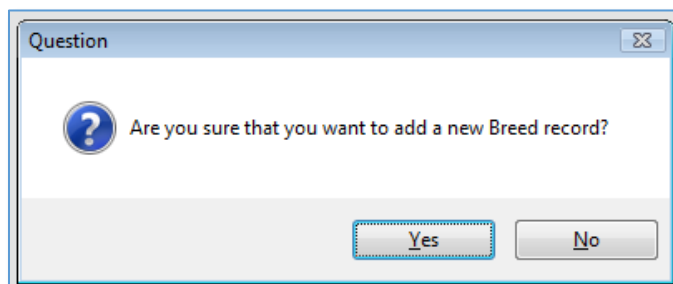 Question
Are you sure that you want to add a new Breed record?
Yes
No